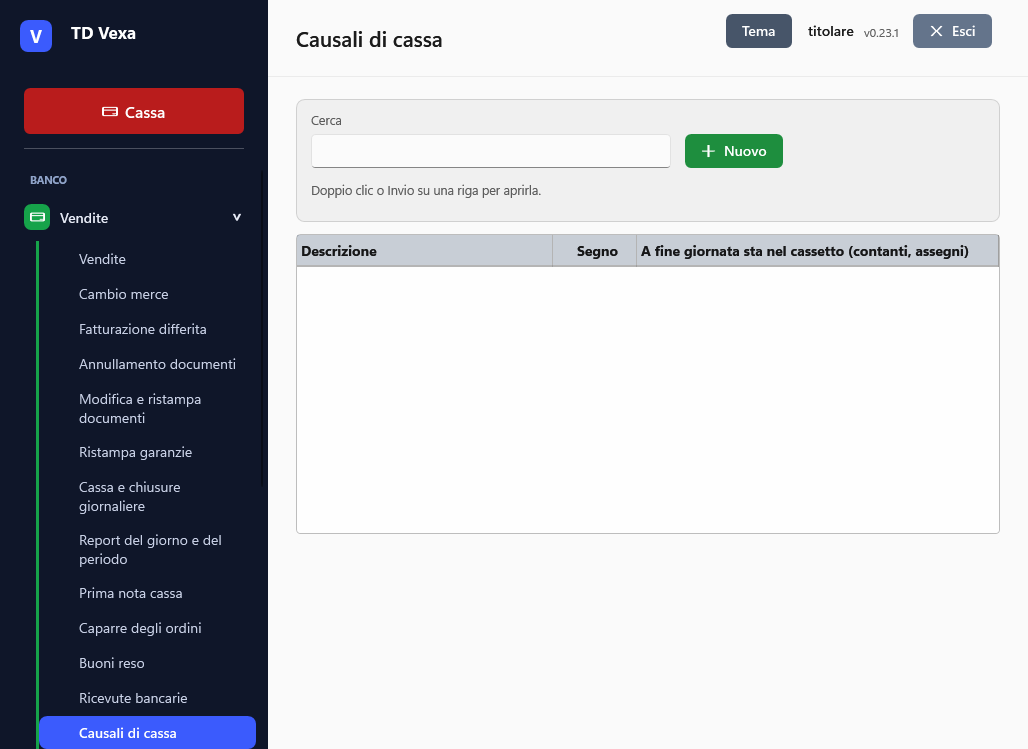 V
TD Vexa
Cassa
BANCO
Vendite
v
Vendite
Cambio merce
Fatturazione differita
Annullamento documenti
Modifica e ristampa
documenti
Ristampa garanzie
Cassa e chiusure
giornaliere
Report del giorno e del
periodo
Prima nota cassa
Caparre degli ordini
Buoni reso
Ricevute bancarie
Causali di cassa
Causali di cassa
Tema
titolare
v0.23.1
Esci
Cerca
Nuovo
Doppio clic o Invio su una riga per aprirla.
Descrizione
Segno
A fine giornata sta nel cassetto (contanti, assegni)